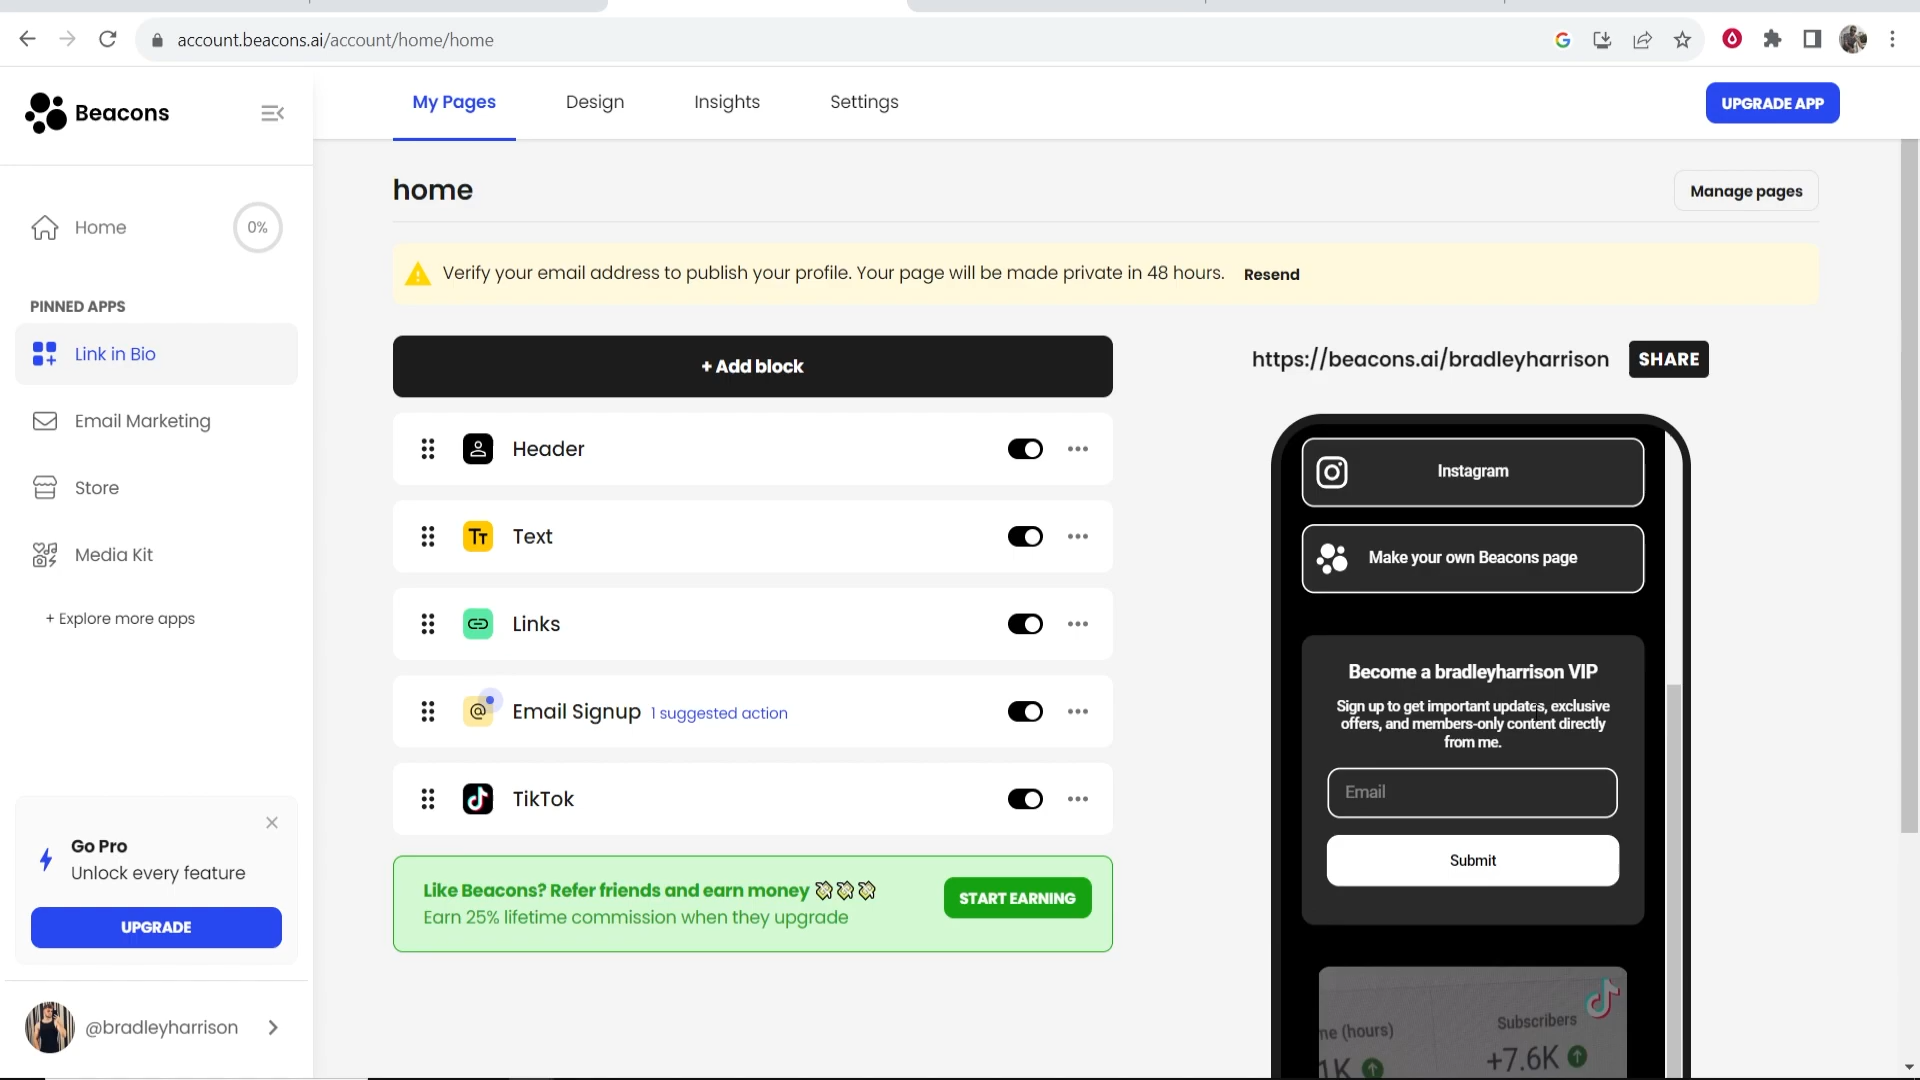 account.beacons.ai/account/home/home
Beacons
My Pages
Design
Insights
Settings
UPGRADE APP
Home
0%
PINNED APPS
Link in Bio
Email Marketing
Store
Media Kit
+ Explore more apps
Go Pro
Unlock every feature
UPGRADE
@bradleyharrison
home
Manage pages
Verify your email address to publish your profile. Your page will be made private in 48 hours. Resend
+ Add block
Header
Tт Text
Links
@ Email Signup 1 suggested action
TikTok
Like Beacons? Refer friends and earn money
Earn 25% lifetime commission when they upgrade
START EARNING
https://beacons.ai/bradleyharrison
SHARE
Instagram
Make your own Beacons page
Become a bradleyharrison VIP
Sign up to get important updates, exclusive
offers, and members-only content directly
from me.
Email
Submit
(hours)
Subscribers
1K
+7.6K